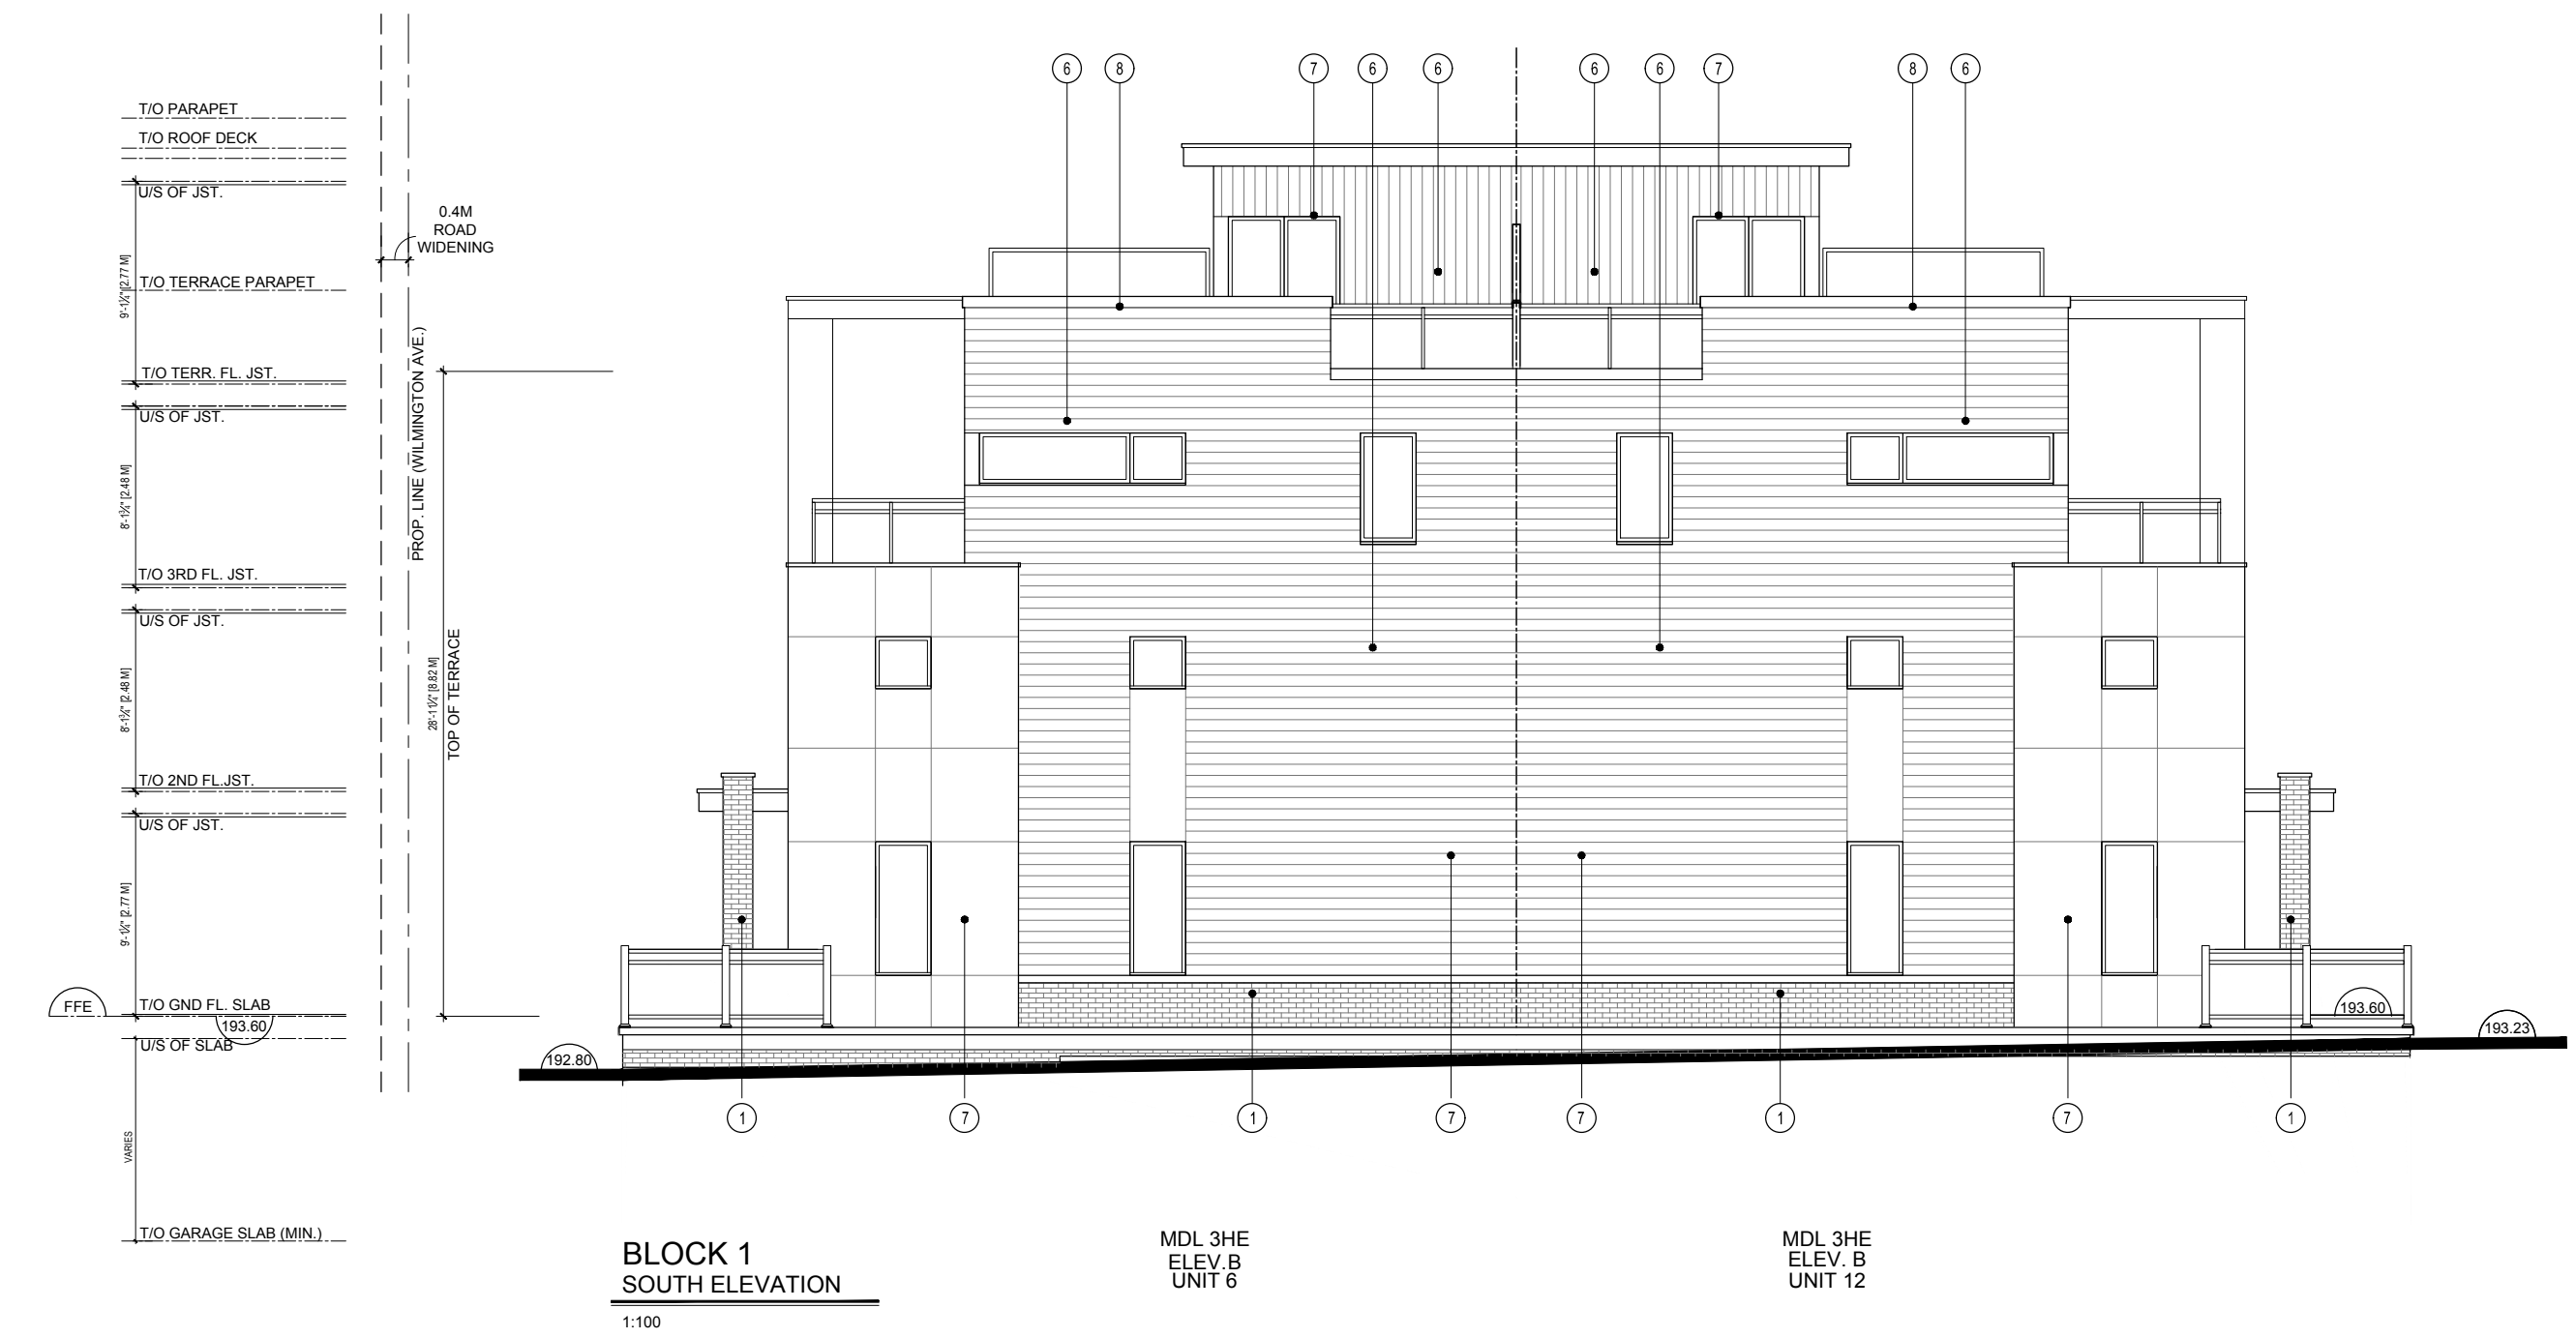 6 8 7 6 6 6 6 7 8 6
T/O PARAPET
T/O ROOF DECK
U/S OF JST.
0.4M
ROAD
WIDENING
9'-1¼" [2.77 M]
T/O TERRACE PARAPET
PROP. LINE (WILMINGTON AVE.)
T/O TERR. FL. JST.
U/S OF JST.
8'-1¾" [2.48 M]
T/O 3RD FL. JST.
U/S OF JST.
8'-1¾" [2.48 M]
28'-11¼" [8.82 M]
TOP OF TERRACE
T/O 2ND FL.JST.
U/S OF JST.
9'-1¼" [2.77 M]
FFE
T/O GND FL. SLAB
193.60
193.60
U/S OF SLAB
193.23
192.80
1 7 1 7 7 1 7 1
VARIES
T/O GARAGE SLAB (MIN.)
BLOCK 1
SOUTH ELEVATION
1:100
MDL 3HE
ELEV.B
UNIT 6
MDL 3HE
ELEV. B
UNIT 12